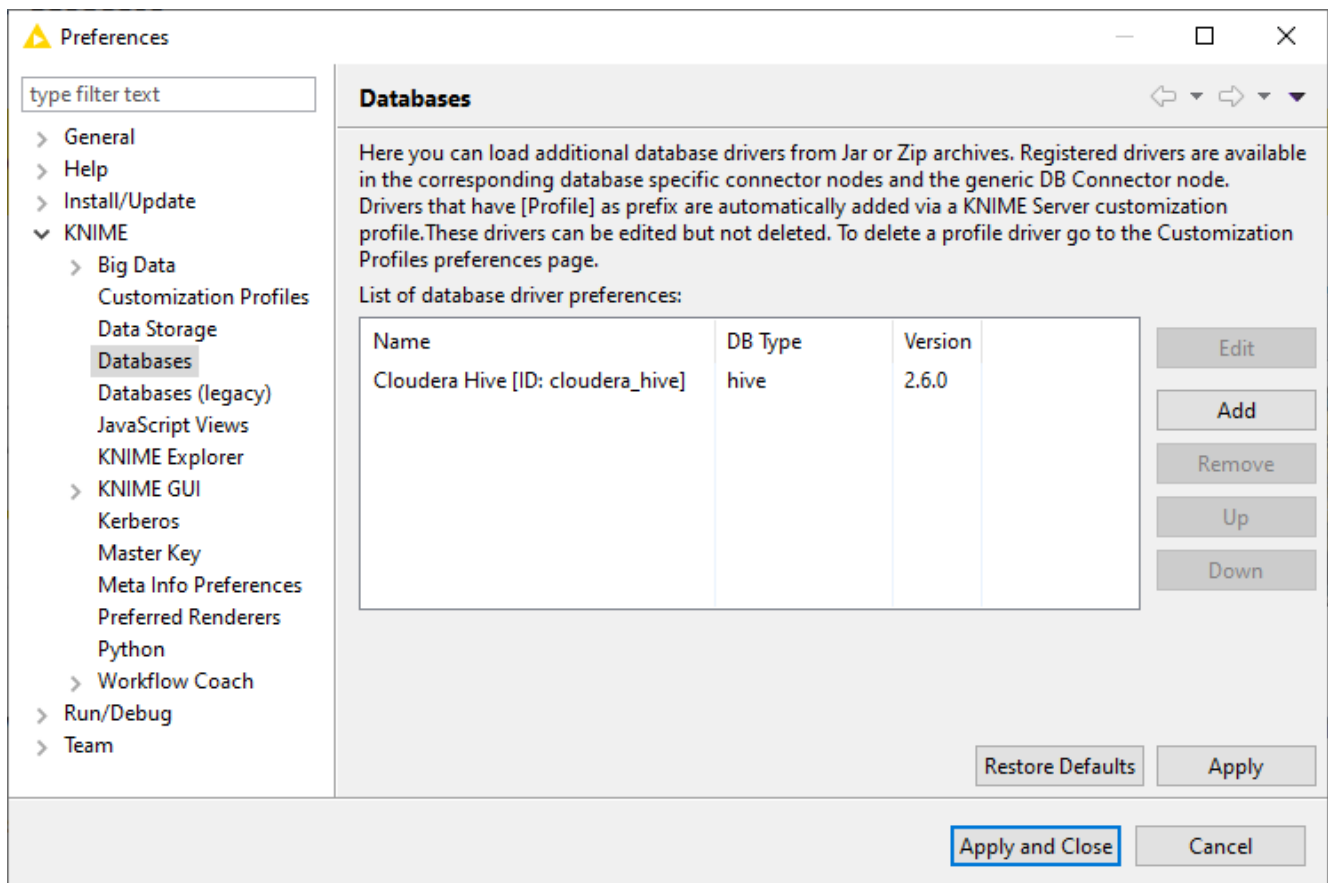 Preferences
type filter text
General
Help
Install/Update
KNIME
Big Data
Customization Profiles
Data Storage
Databases
Databases (legacy)
JavaScript Views
KNIME Explorer
KNIME GUI
Kerberos
Master Key
Meta Info Preferences
Preferred Renderers
Python
Workflow Coach
Run/Debug
Team
Databases
Here you can load additional database drivers from Jar or Zip archives. Registered drivers are available
in the corresponding database specific connector nodes and the generic DB Connector node.
Drivers that have [Profile] as prefix are automatically added via a KNIME Server customization
profile.These drivers can be edited but not deleted. To delete a profile driver go to the Customization
Profiles preferences page.
List of database driver preferences:
Name DB Type Version
Cloudera Hive [ID: cloudera_hive] hive 2.6.0
Edit
Add
Remove
Up
Down
Restore Defaults Apply
Apply and Close Cancel